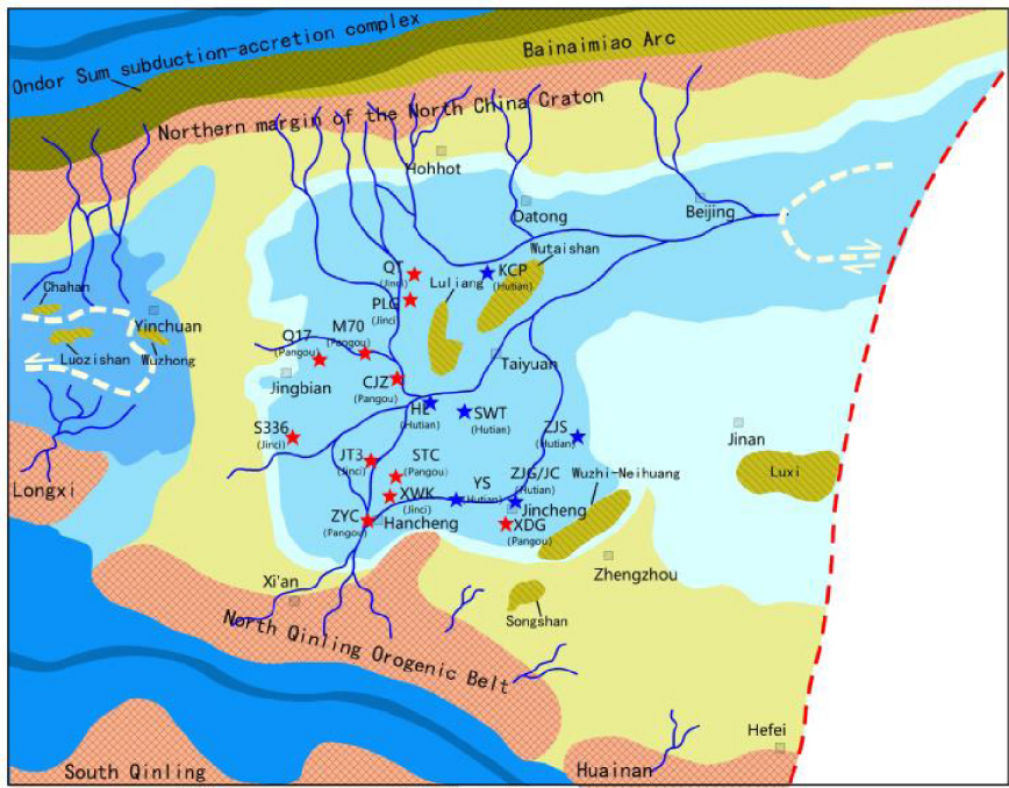 Ondor Sum subduction-accretion complex
Bainaimiao Arc
Northern margin of the North China Craton
Hohhot
Datong
Beijing
Wutaishan
QT
(Jinci)
KCP
(Hutian)
Luliang
Chahan
PLG
(Jinci)
Yinchuan
M70
(Pangou)
Q17
(Pangou)
Luozishan
Wuzhong
Taiyuan
Jingbian
CJZ
(Pangou)
HL
(Hutian)
SWT
(Hutian)
S336
(Jinci)
ZJS
(Hutian)
Jinan
JT3
(Jinci)
STC
(Pangou)
ZJG/JC
(Hutian)
Wuzhi-Neihuang
Luxi
Longxi
XWK
(Jinci)
YS
(Hutian)
Jincheng
ZYC
(Pangou)
Hancheng
XDG
(Pangou)
Zhengzhou
Xi'an
Songshan
North Qinling Orogenic Belt
Hefei
South Qinling
Huainan